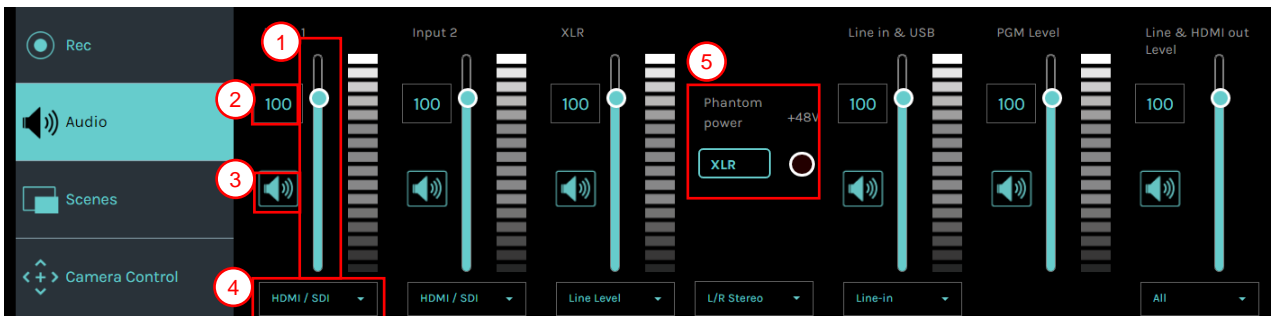 Rec
Audio
Scenes
Camera Control
1
2
3
4
5
1
Input 2
XLR
Line in & USB
PGM Level
Line & HDMI out
Level
100
100
100
Phantom
power
+48V
XLR
100
100
100
HDMI / SDI
HDMI / SDI
Line Level
L/R Stereo
Line-in
All